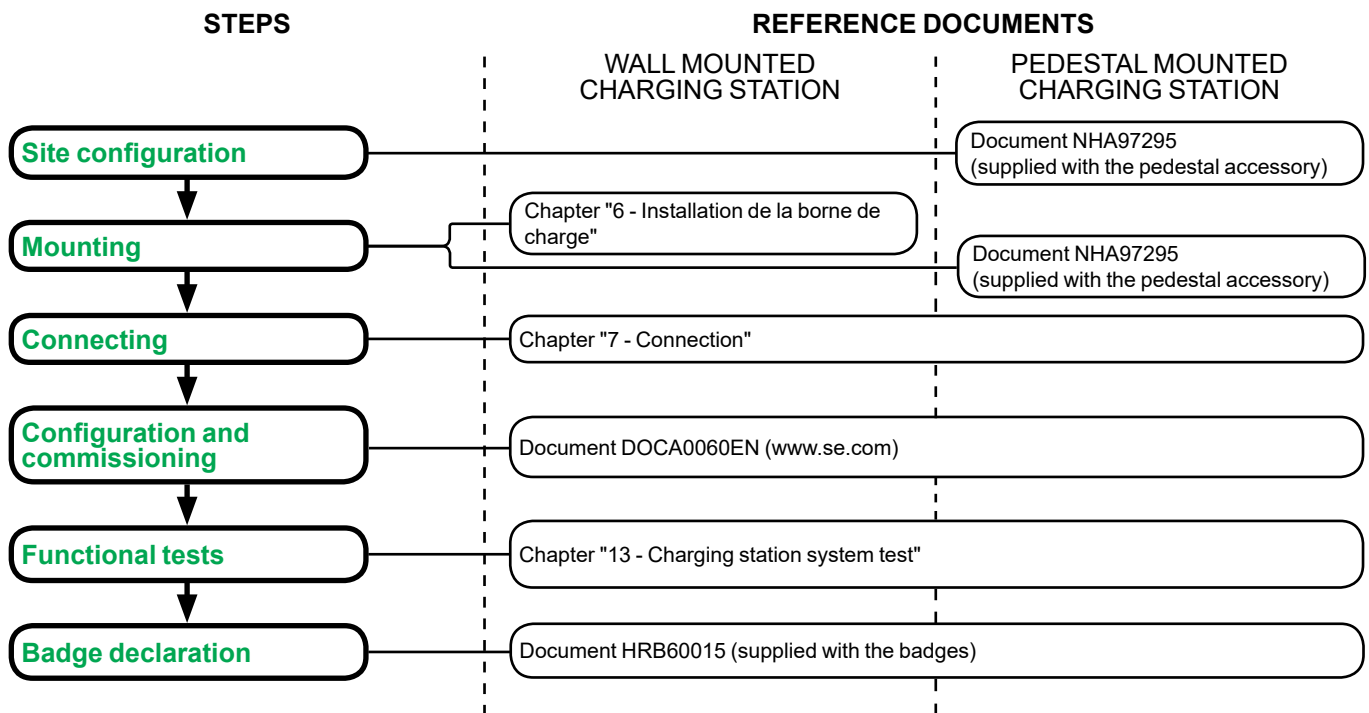 STEPS
REFERENCE DOCUMENTS
WALL MOUNTED
CHARGING STATION
PEDESTAL MOUNTED
CHARGING STATION
Site configuration
Document NHA97295
(supplied with the pedestal accessory)
Mounting
Chapter "6 - Installation de la borne de
charge"
Document NHA97295
(supplied with the pedestal accessory)
Connecting
Chapter "7 - Connection"
Configuration and
commissioning
Document DOCA0060EN (www.se.com)
Functional tests
Chapter "13 - Charging station system test"
Badge declaration
Document HRB60015 (supplied with the badges)